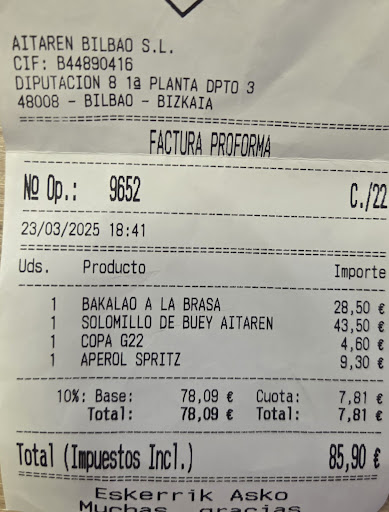 AITAREN BILBAO S.L.
CIF: B44890416
DIPUTACION 8 1ª PLANTA DPTO 3
48008 - BILBAO - BIZKAIA
FACTURA PROFORMA
Nº Op.: 9652 C./22
23/03/2025 18:41
Uds. Producto Importe
1 BAKALAO A LA BRASA 28,50 €
1 SOLOMILLO DE BUEY AITAREN 43,50 €
1 COPA G22 4,60 €
1 APEROL SPRITZ 9,30 €
10%: Base: 78,09 € Cuota: 7,81 €
Total: 78,09 € Total: 7,81 €
Total (Impuestos Incl.) 85,90 €
Eskerrik Asko
Muchas gracias